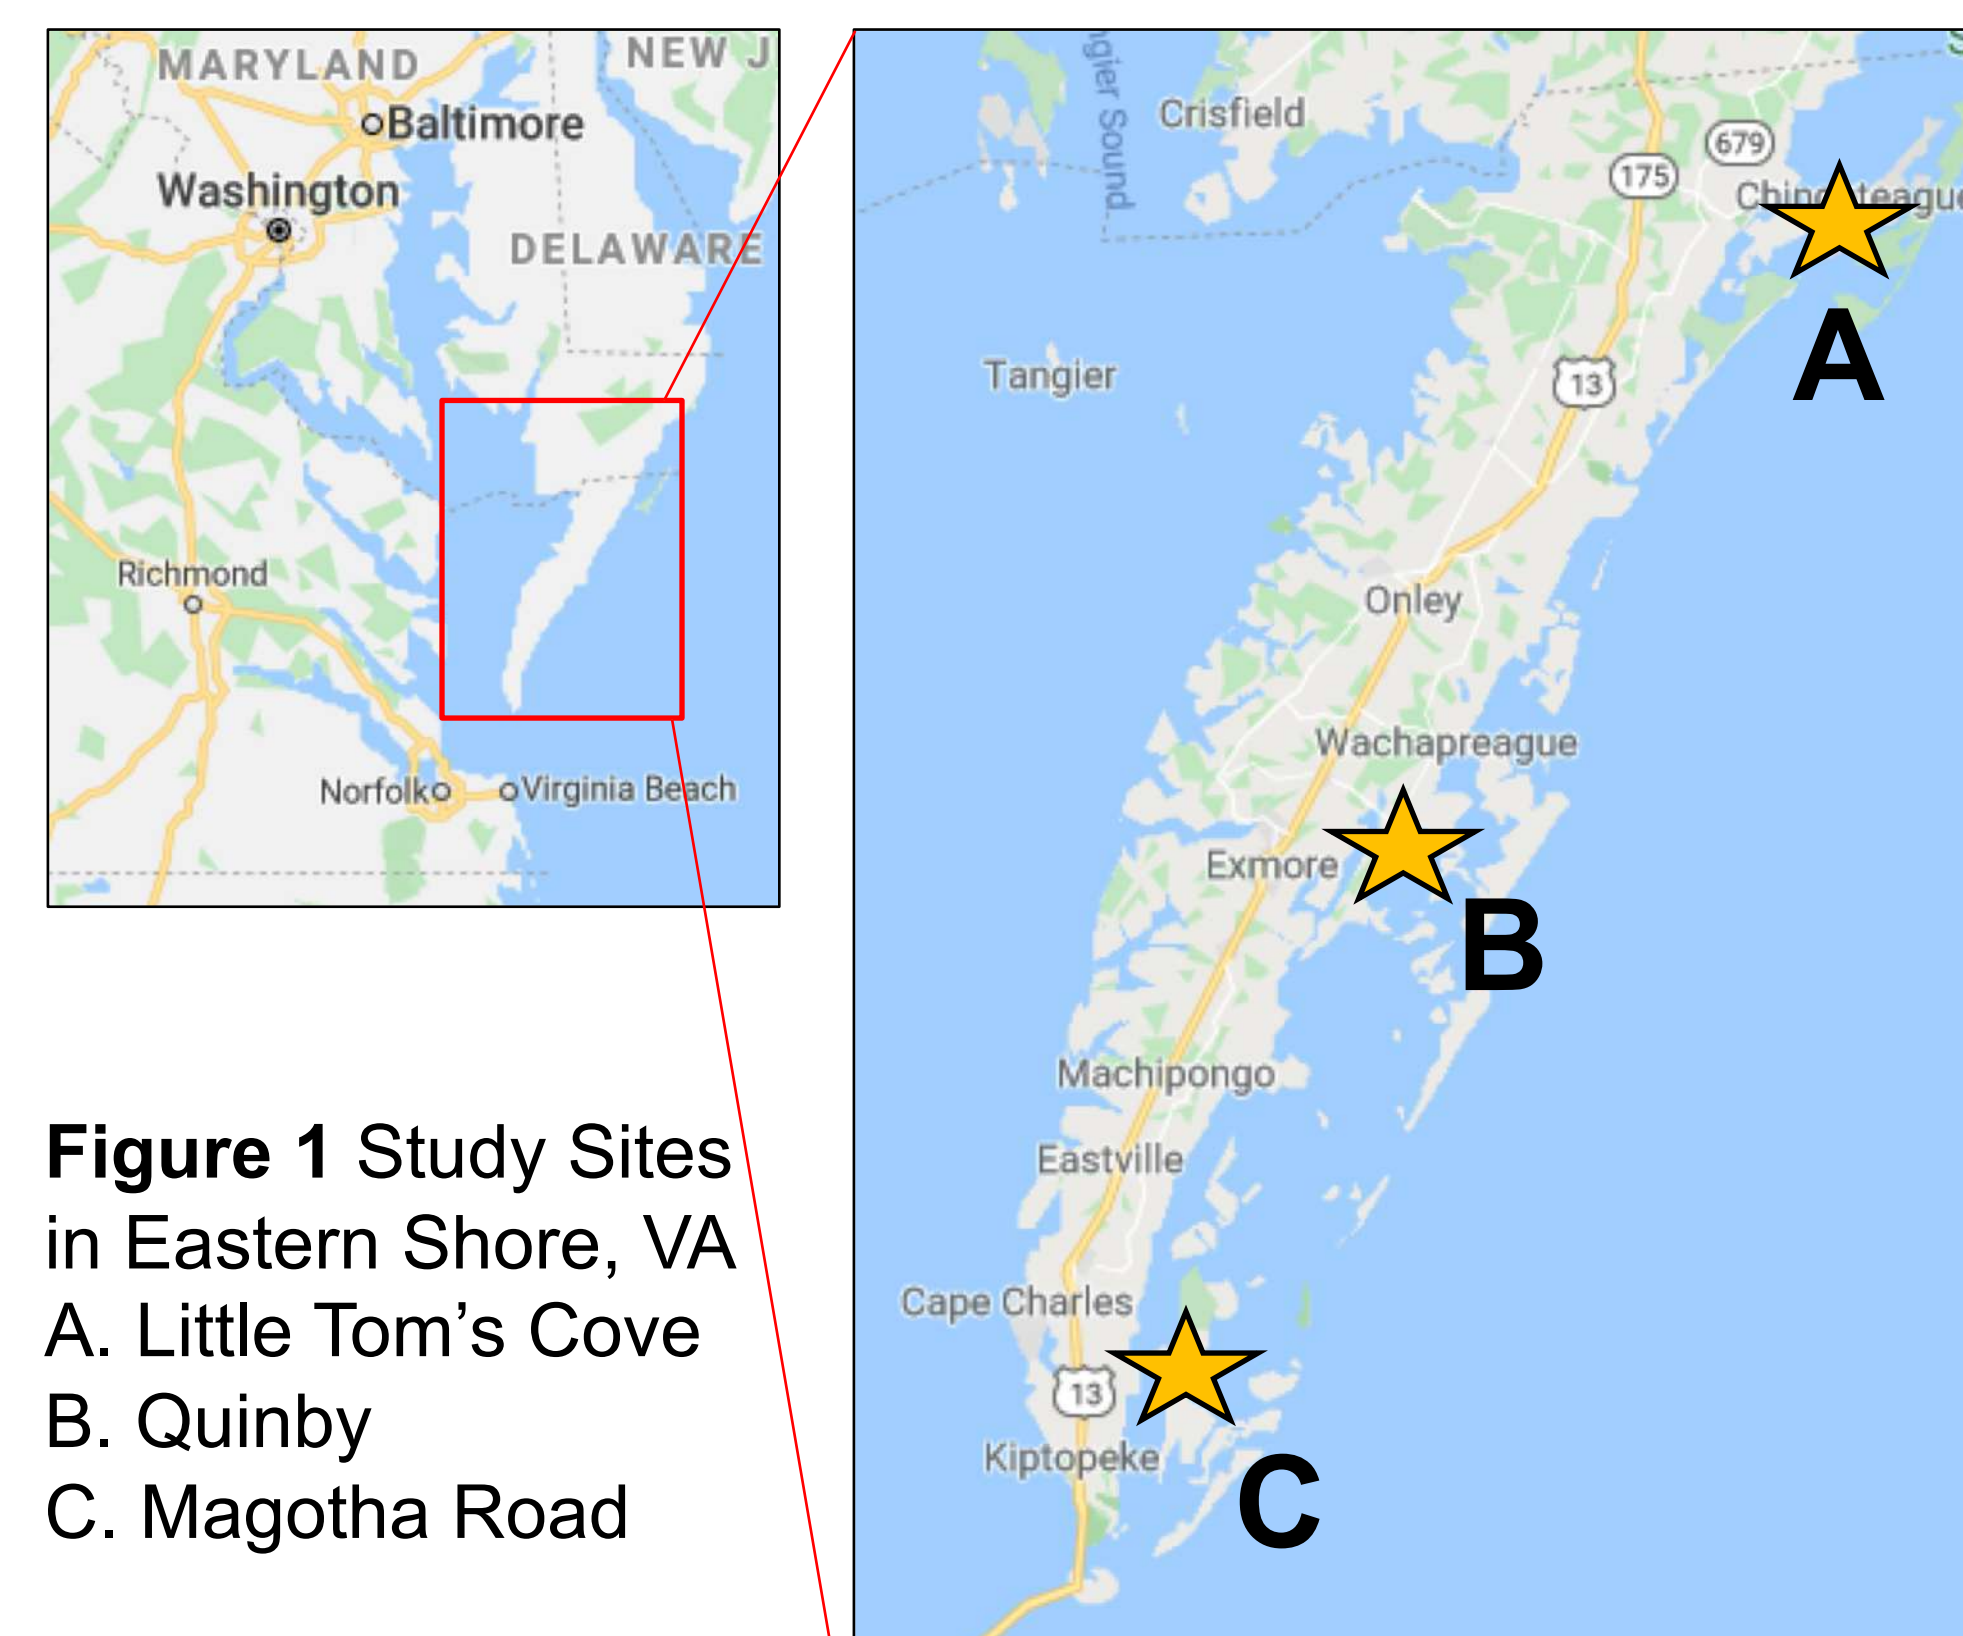 MARYLAND
NEW J
Baltimore
Washington
DELAWARE
Richmond
Norfolk
Virginia Beach
Crisfield
679
175
A
Tangier
13
Onley
Wachapreague
Exmore
B
Machipongo
Eastville
Cape Charles
13
Kiptopeke
C
Figure 1 Study Sites
in Eastern Shore, VA
A. Little Tom’s Cove
B. Quinby
C. Magotha Road